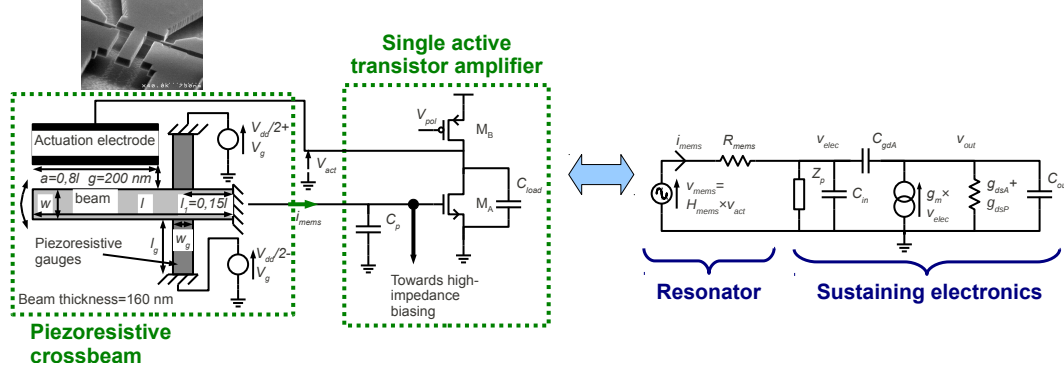 Single active
transistor amplifier
Actuation electrode
V_dd/2+
V_g
V_act
V_pol
M_B
a=0,8l g=200 nm
beam
w
l
l_1=0,15l
i_mems
C_p
M_A
C_load
Piezoresistive
gauges
l_g
w_g
V_dd/2-
V_g
Beam thickness=160 nm
Towards high-
impedance
biasing
Piezoresistive
crossbeam
i_mems
R_mems
v_elec
C_gdA
v_out
v_mems=
H_mems×v_act
Z_p
C_in
g_m×
v_elec
g_dsA+
g_dsP
C_out
Resonator
Sustaining electronics